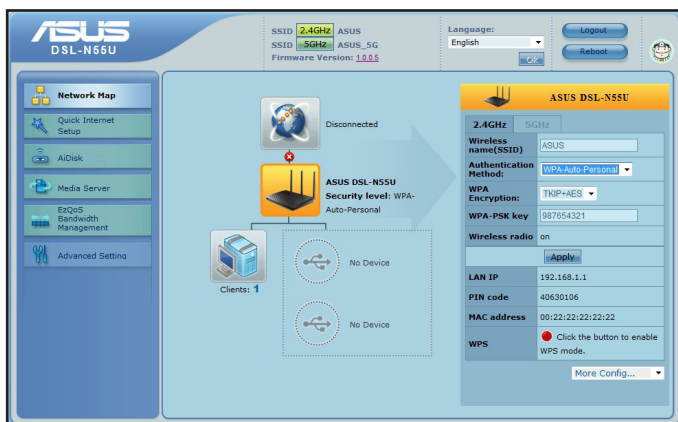 ASUS
DSL-N55U
SSID 2.4GHz ASUS
SSID 5GHz ASUS_5G
Firmware Version: 1.0.0.5
Language:
English
OK
Logout
Reboot
Network Map
Quick Internet
Setup
AiDisk
Media Server
EzQoS
Bandwidth
Management
Advanced Setting
Disconnected
ASUS DSL-N55U
Security level: WPA-
Auto-Personal
Clients: 1
No Device
No Device
ASUS DSL-N55U
2.4GHz 5GHz
Wireless
name(SSID) ASUS
Authentication
Method: WPA-Auto-Personal
WPA
Encryption: TKIP+AES
WPA-PSK key 987654321
Wireless radio on
Apply
LAN IP 192.168.1.1
PIN code 40630106
MAC address 00:22:22:22:22:22
WPS Click the button to enable
WPS mode.
More Config...